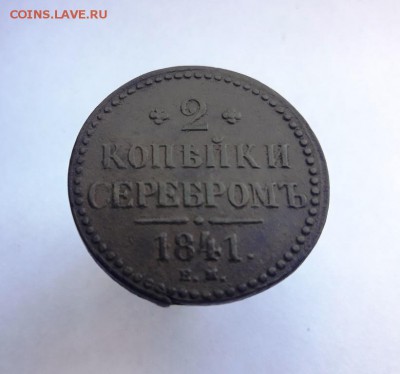 COINS.LAVE.RU
2
КОПѢЙКИ
СЕРЕБРОМЪ
1841.
Е.М.